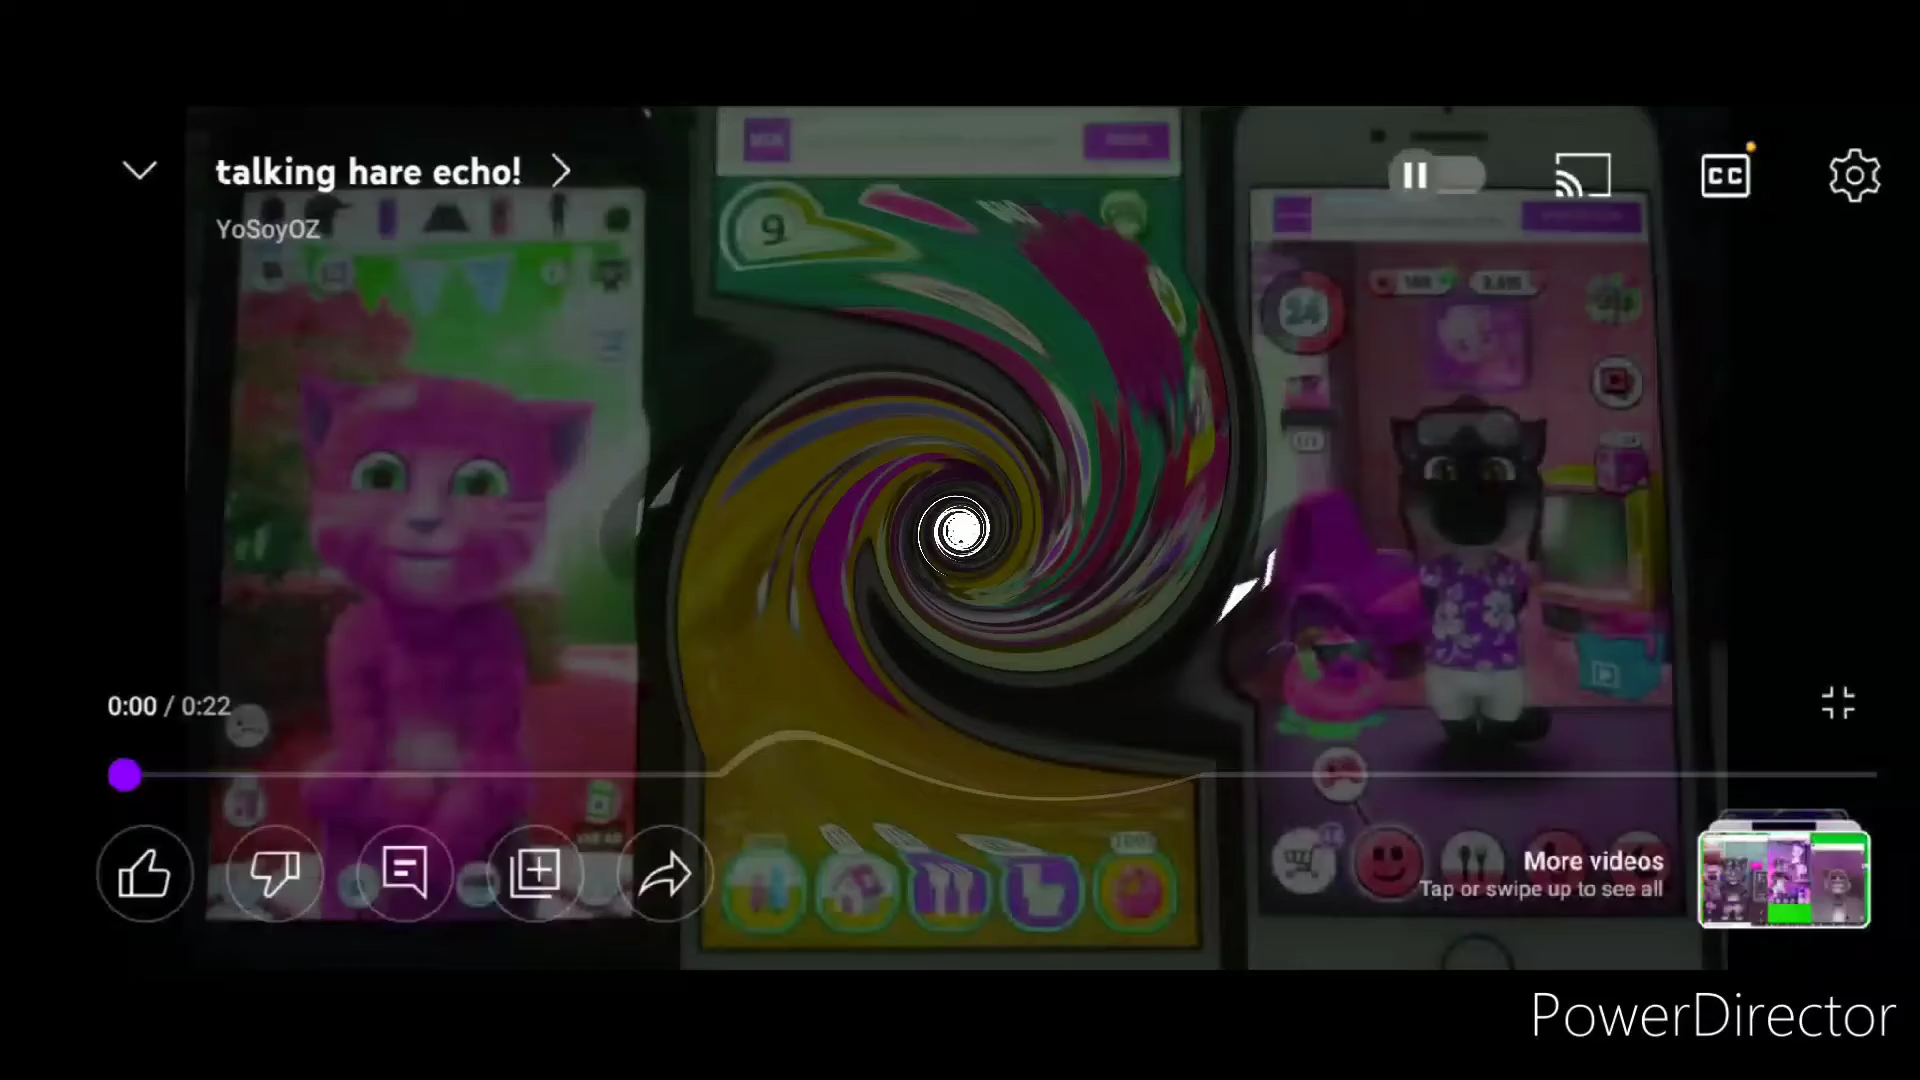 talking hare echo!
CC
YoSoyOZ
9
24
0:00 / 0:22
More videos
Tap or swipe up to see all
PowerDirector